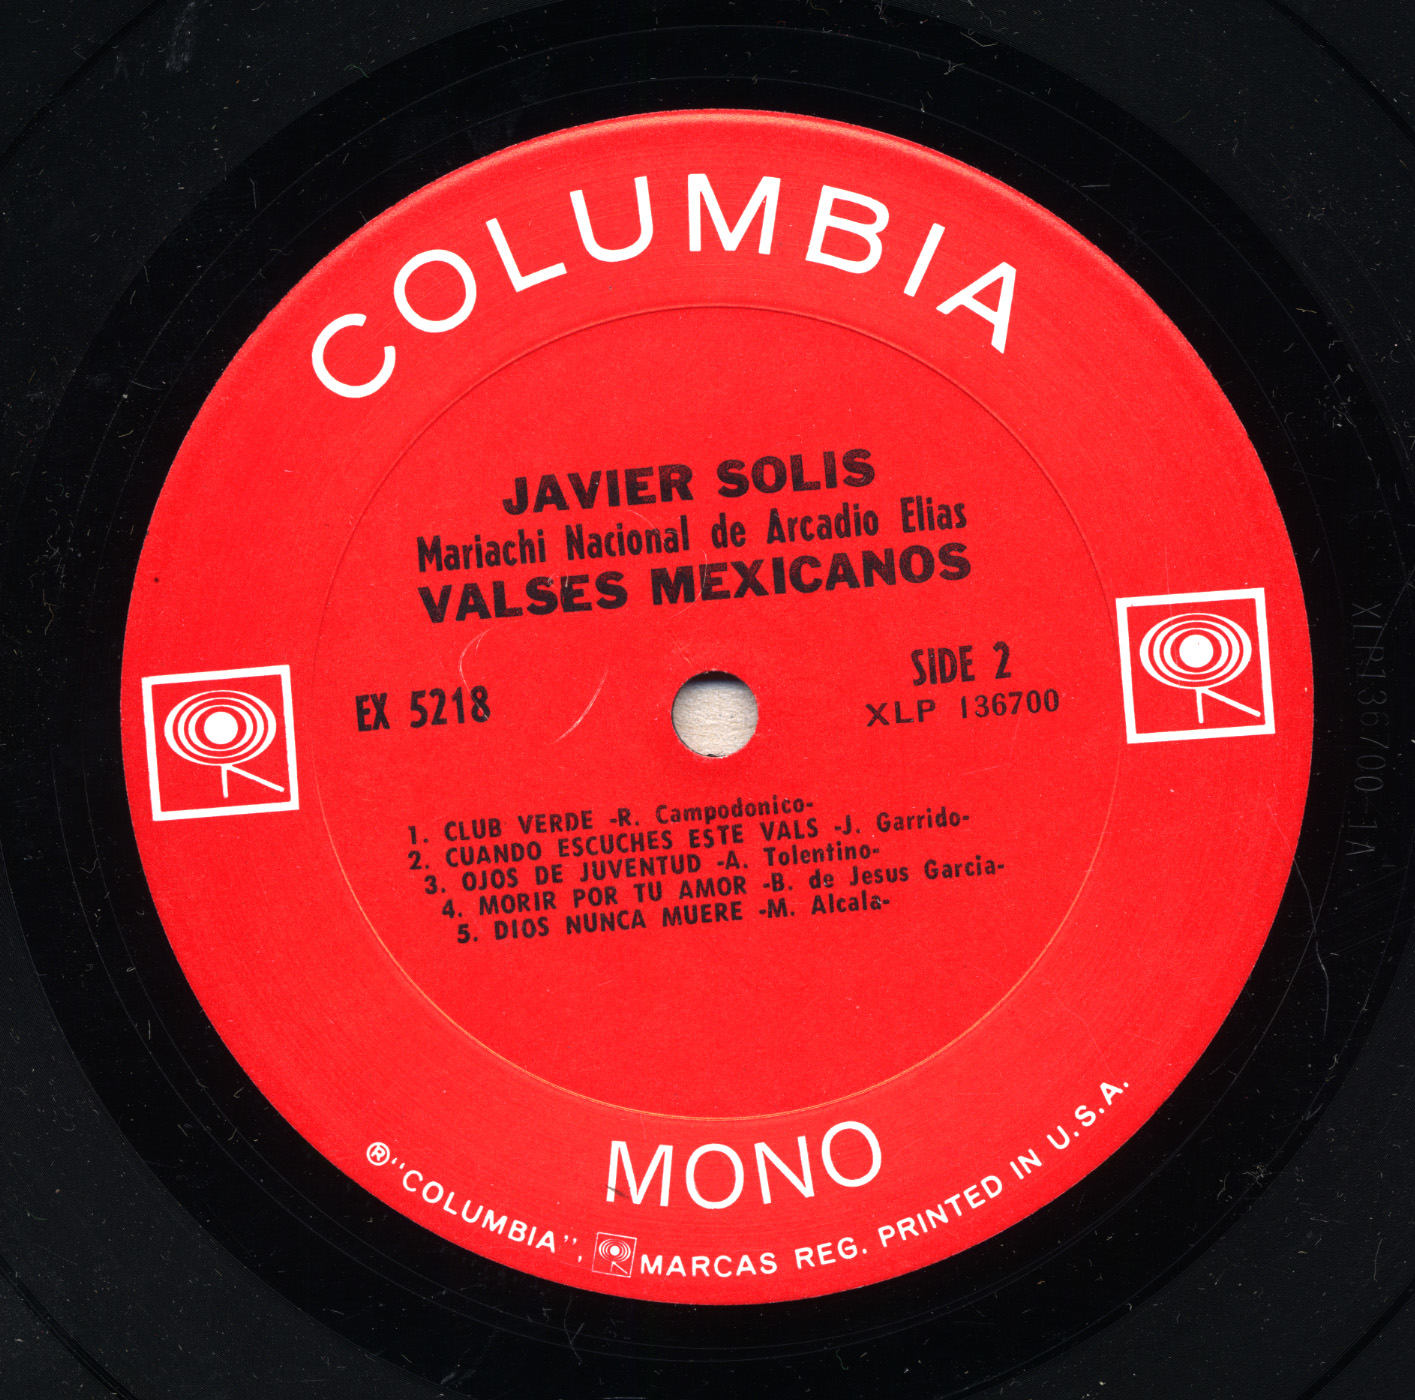 COLUMBIA
JAVIER SOLIS
Mariachi Nacional de Arcadio Elias
VALSES MEXICANOS
EX 5218
SIDE 2
XLP 136700
1. CLUB VERDE -R. Campodonico-
2. CUANDO ESCUCHES ESTE VALS -J. Garrido-
3. OJOS DE JUVENTUD -A. Tolentino-
4. MORIR POR TU AMOR -B. de Jesus Garcia-
5. DIOS NUNCA MUERE -M. Alcala-
MONO
®"COLUMBIA", MARCAS REG. PRINTED IN U.S.A.
XLP136700-1A